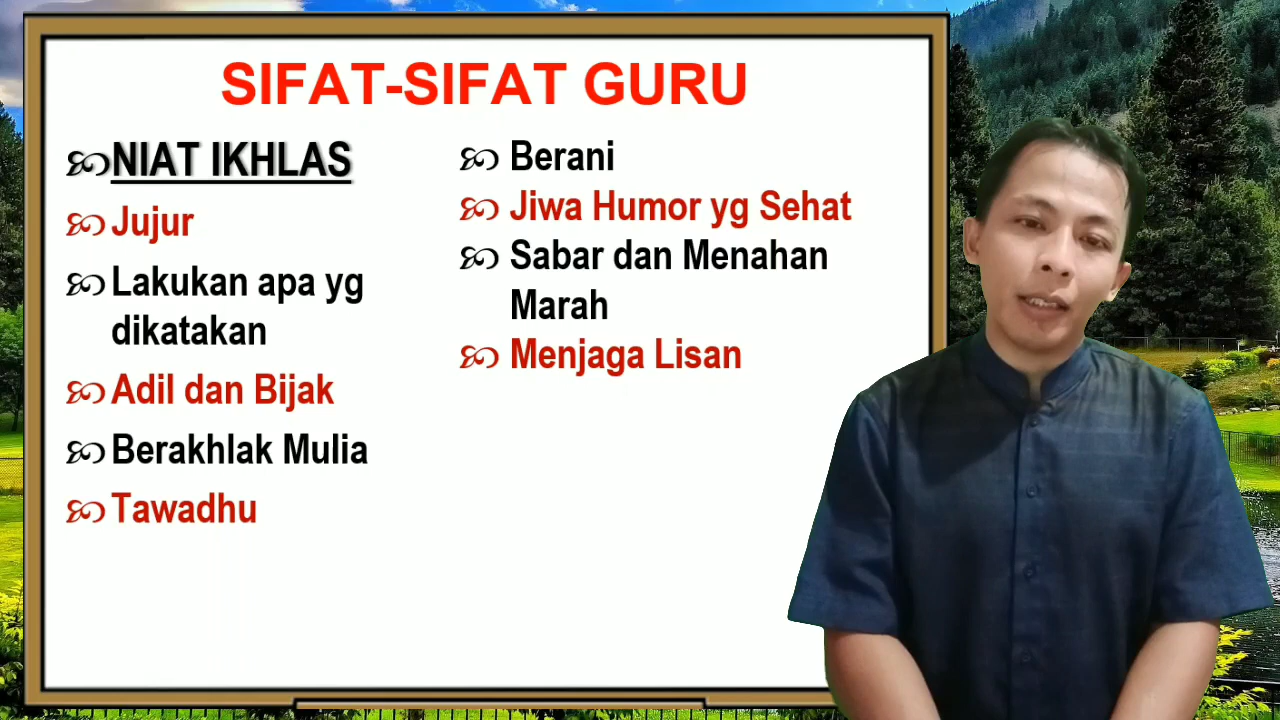 SIFAT-SIFAT GURU
NIAT IKHLAS
Jujur
Lakukan apa yg
dikatakan
Adil dan Bijak
Berakhlak Mulia
Tawadhu
Berani
Jiwa Humor yg Sehat
Sabar dan Menahan
Marah
Menjaga Lisan